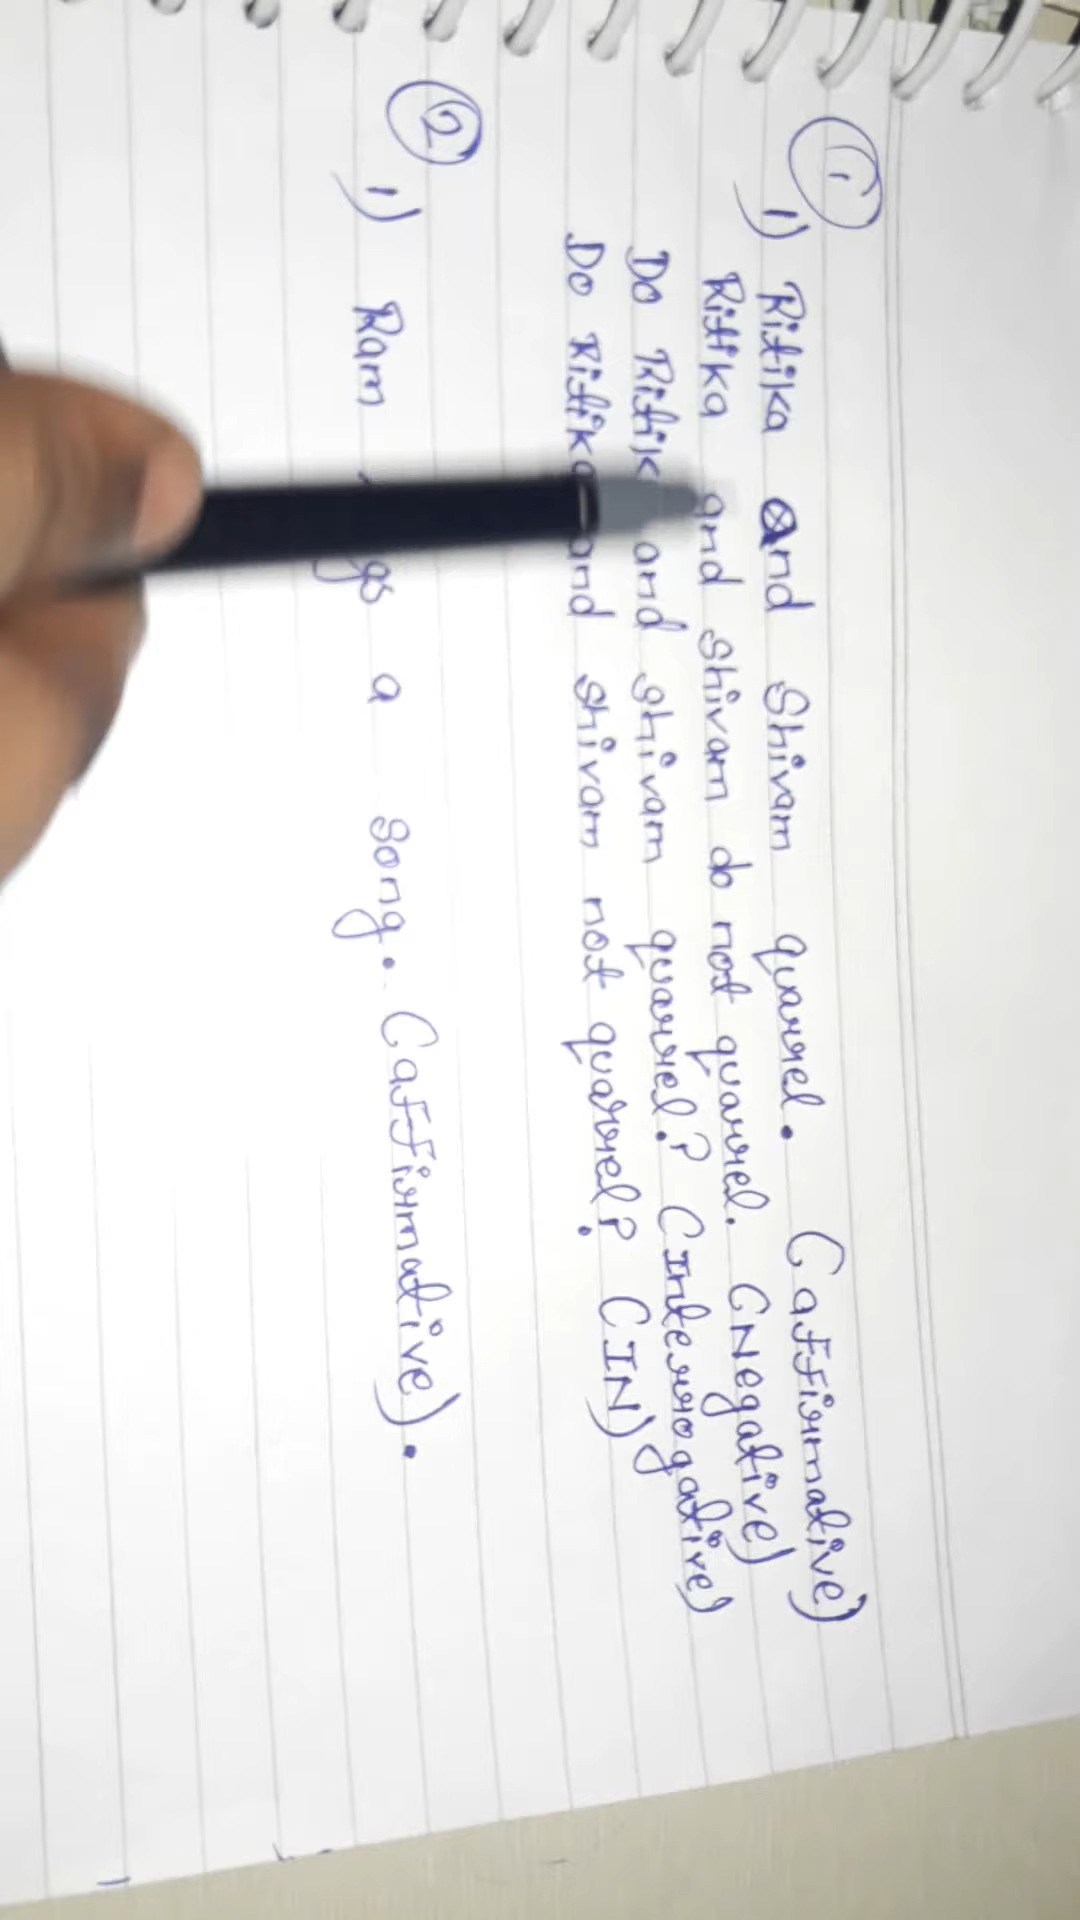 ①
1) Ritika and Shivam quarrel. (affirmative)
Ritika and shivam do not quarrel. (Negative)
Do Ritik and shivam quarrel? (Interrogative)
Do Ritika and shivam not quarrel? (IN)
②
1) Ram a song. (affirmative).